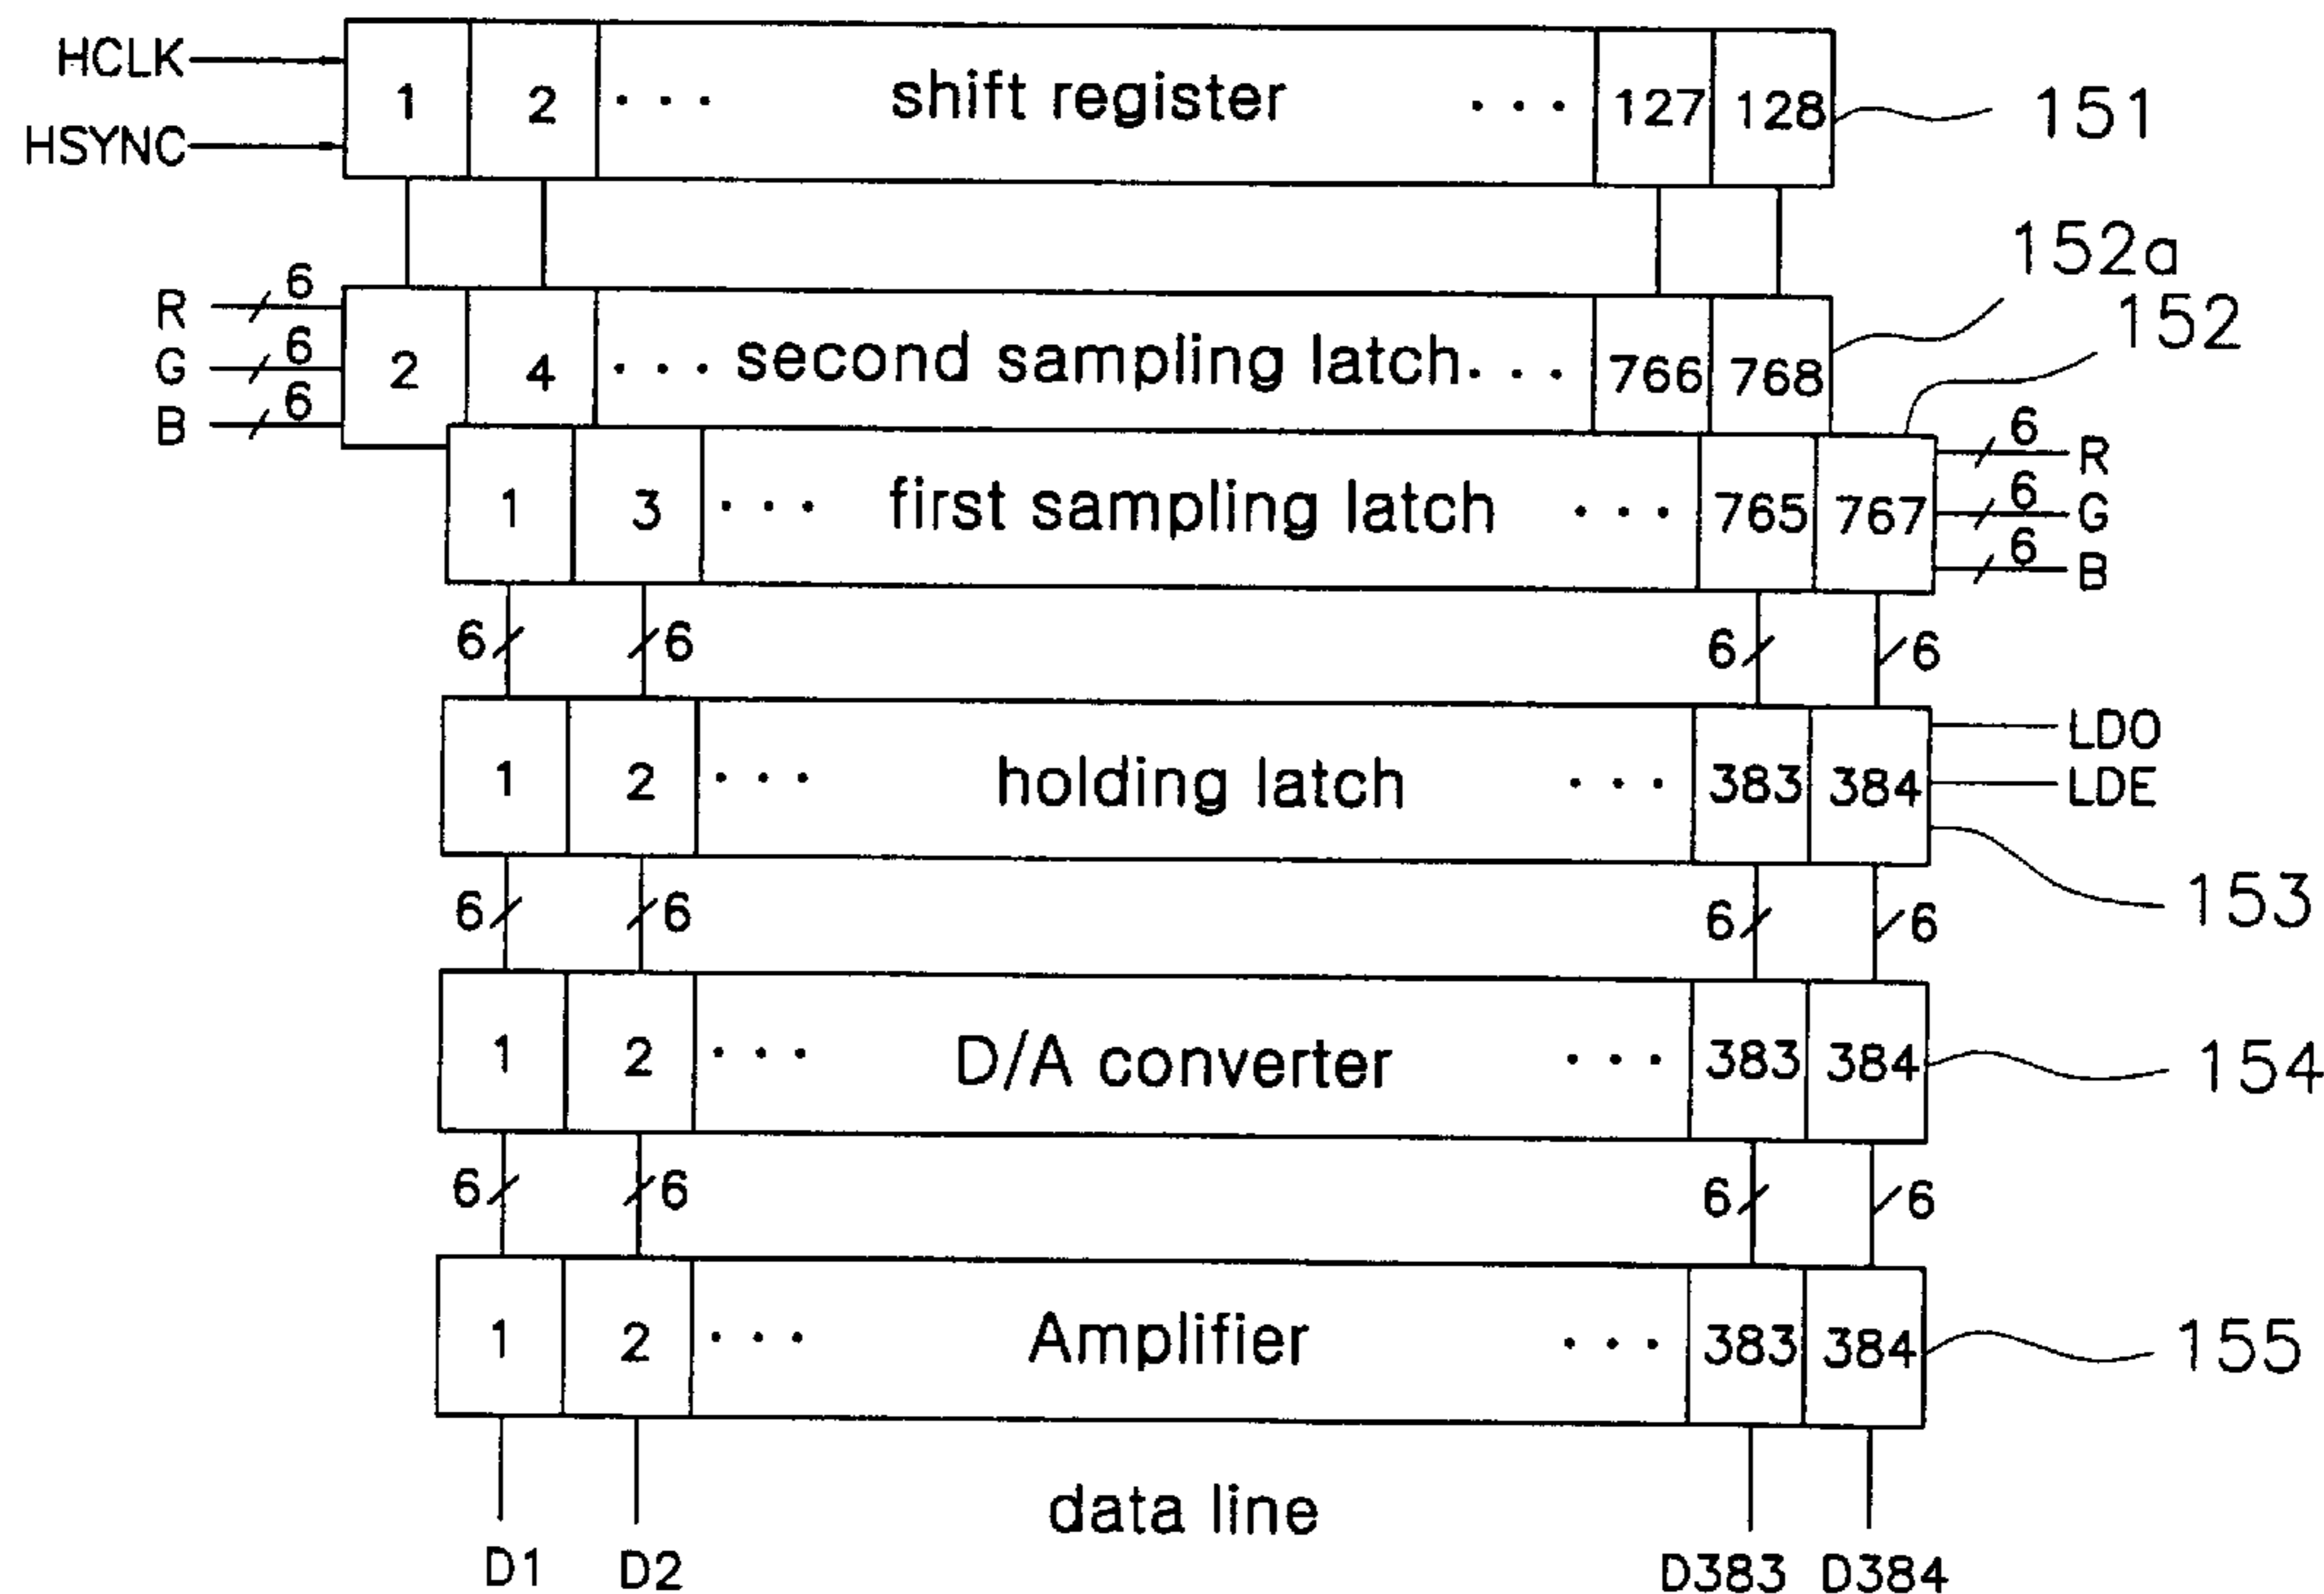 HCLK
HSYNC
1 2 ... shift register ... 127 128
151
152a
152
R 6
G 6
B 6
2 4 ... second sampling latch... 766 768
1 3 ... first sampling latch ... 765 767
6 R
6 G
6 B
6 6 6 6
1 2 ... holding latch ... 383 384
LDO
LDE
153
6 6 6 6
1 2 ... D/A converter ... 383 384
154
6 6 6 6
1 2 ... Amplifier ... 383 384
155
data line
D1 D2 D383 D384